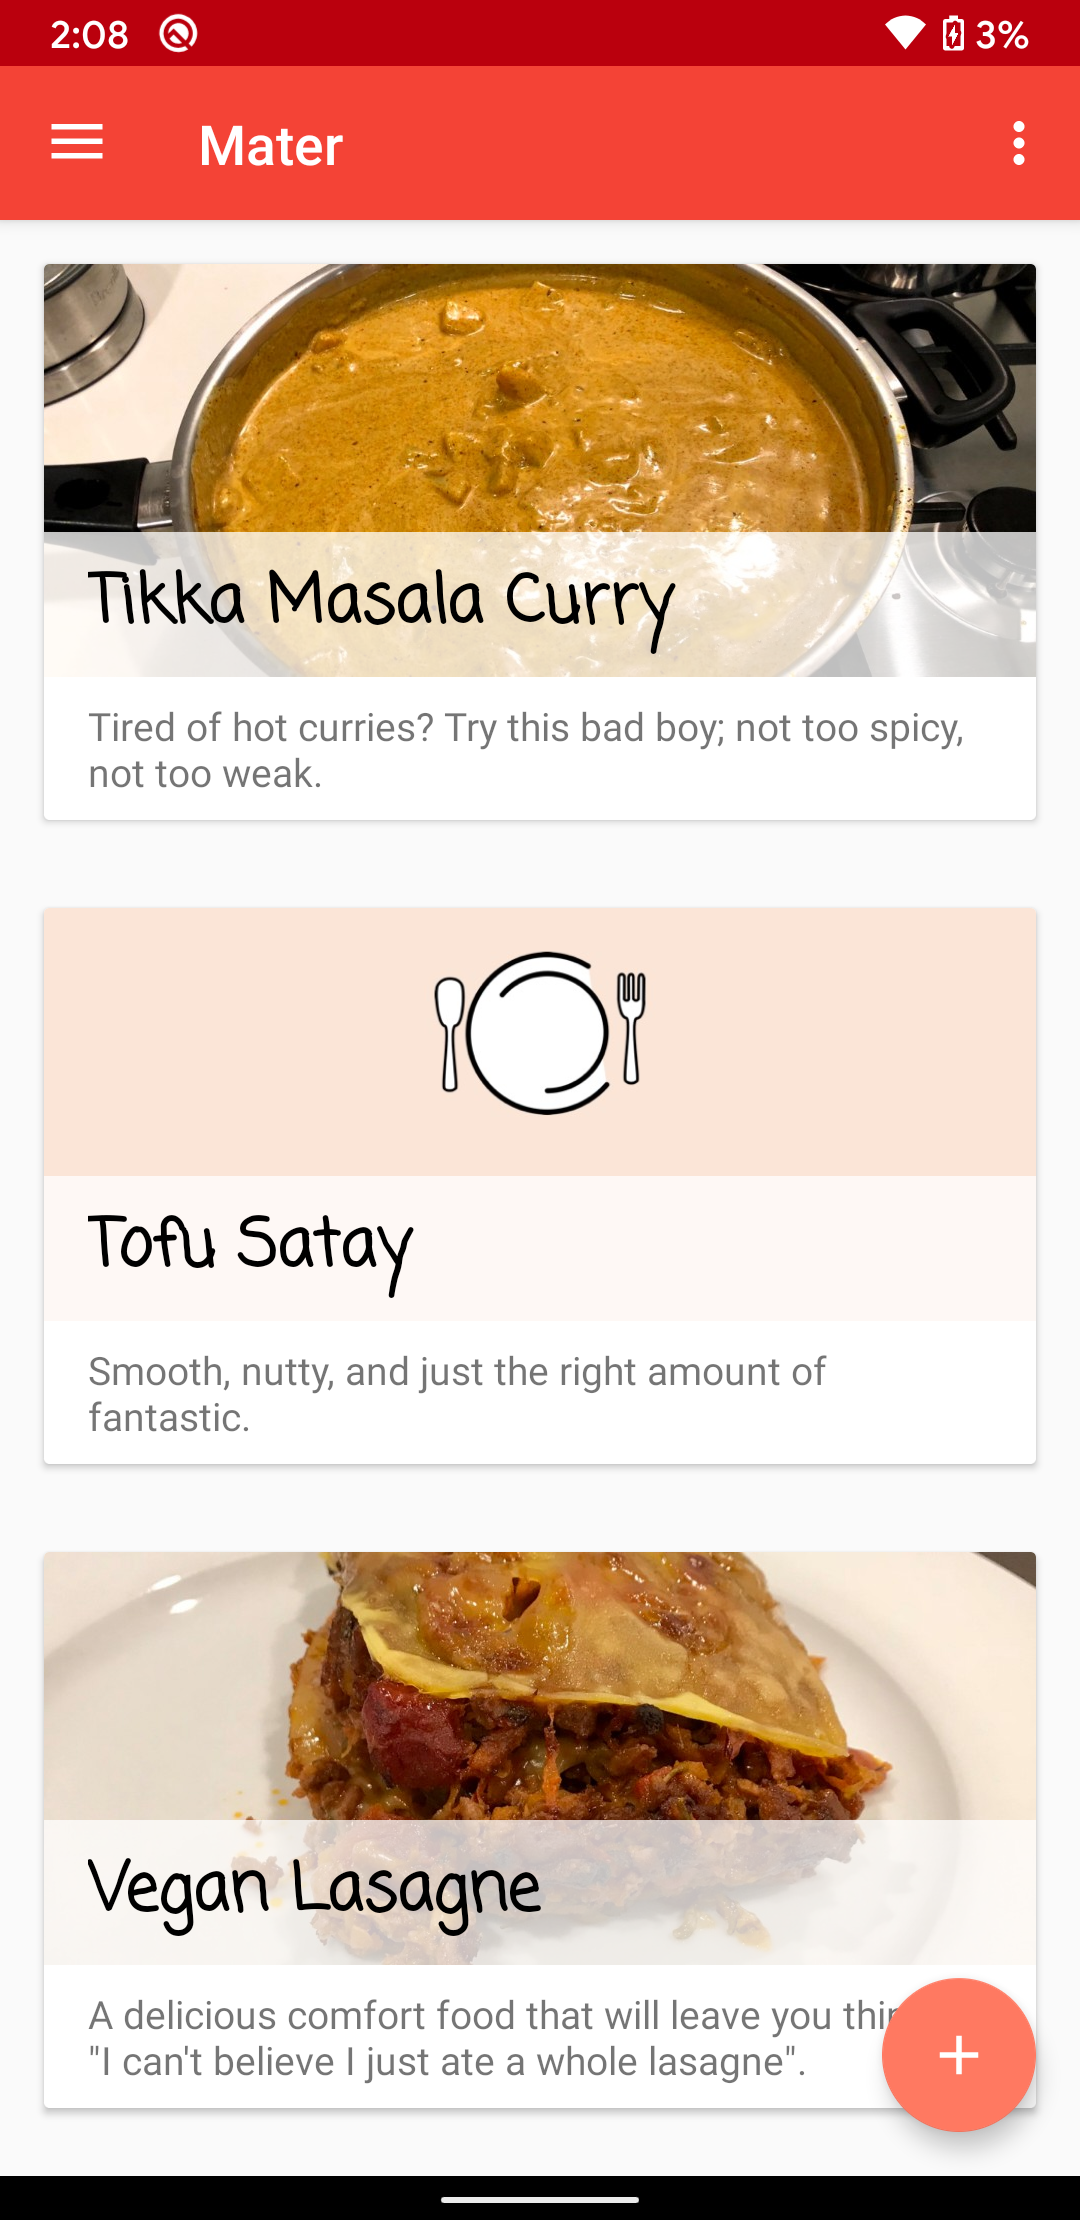 2:08 3%
Mater
Tikka Masala Curry
Tired of hot curries? Try this bad boy; not too spicy,
not too weak.
Tofu Satay
Smooth, nutty, and just the right amount of
fantastic.
Vegan Lasagne
A delicious comfort food that will leave you
"I can't believe I just ate a whole lasagne".